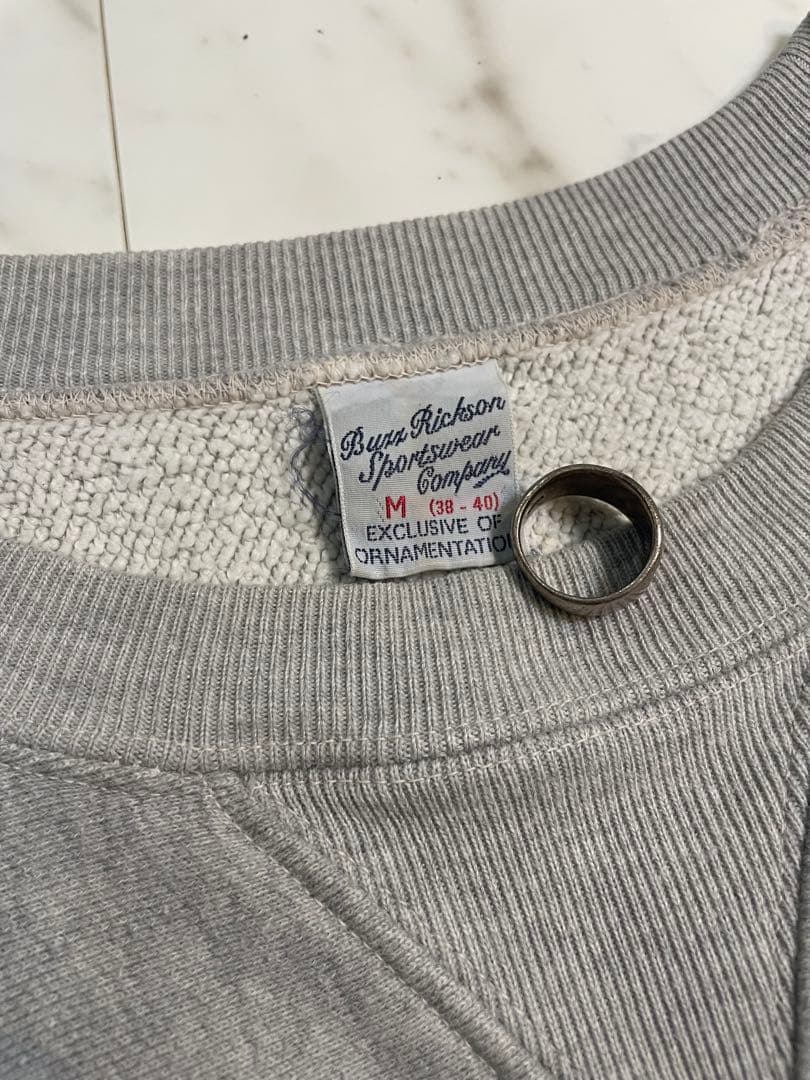 Buzz Rickson
Sportswear
Company
M (38 - 40)
EXCLUSIVE OF
ORNAMENTATIO